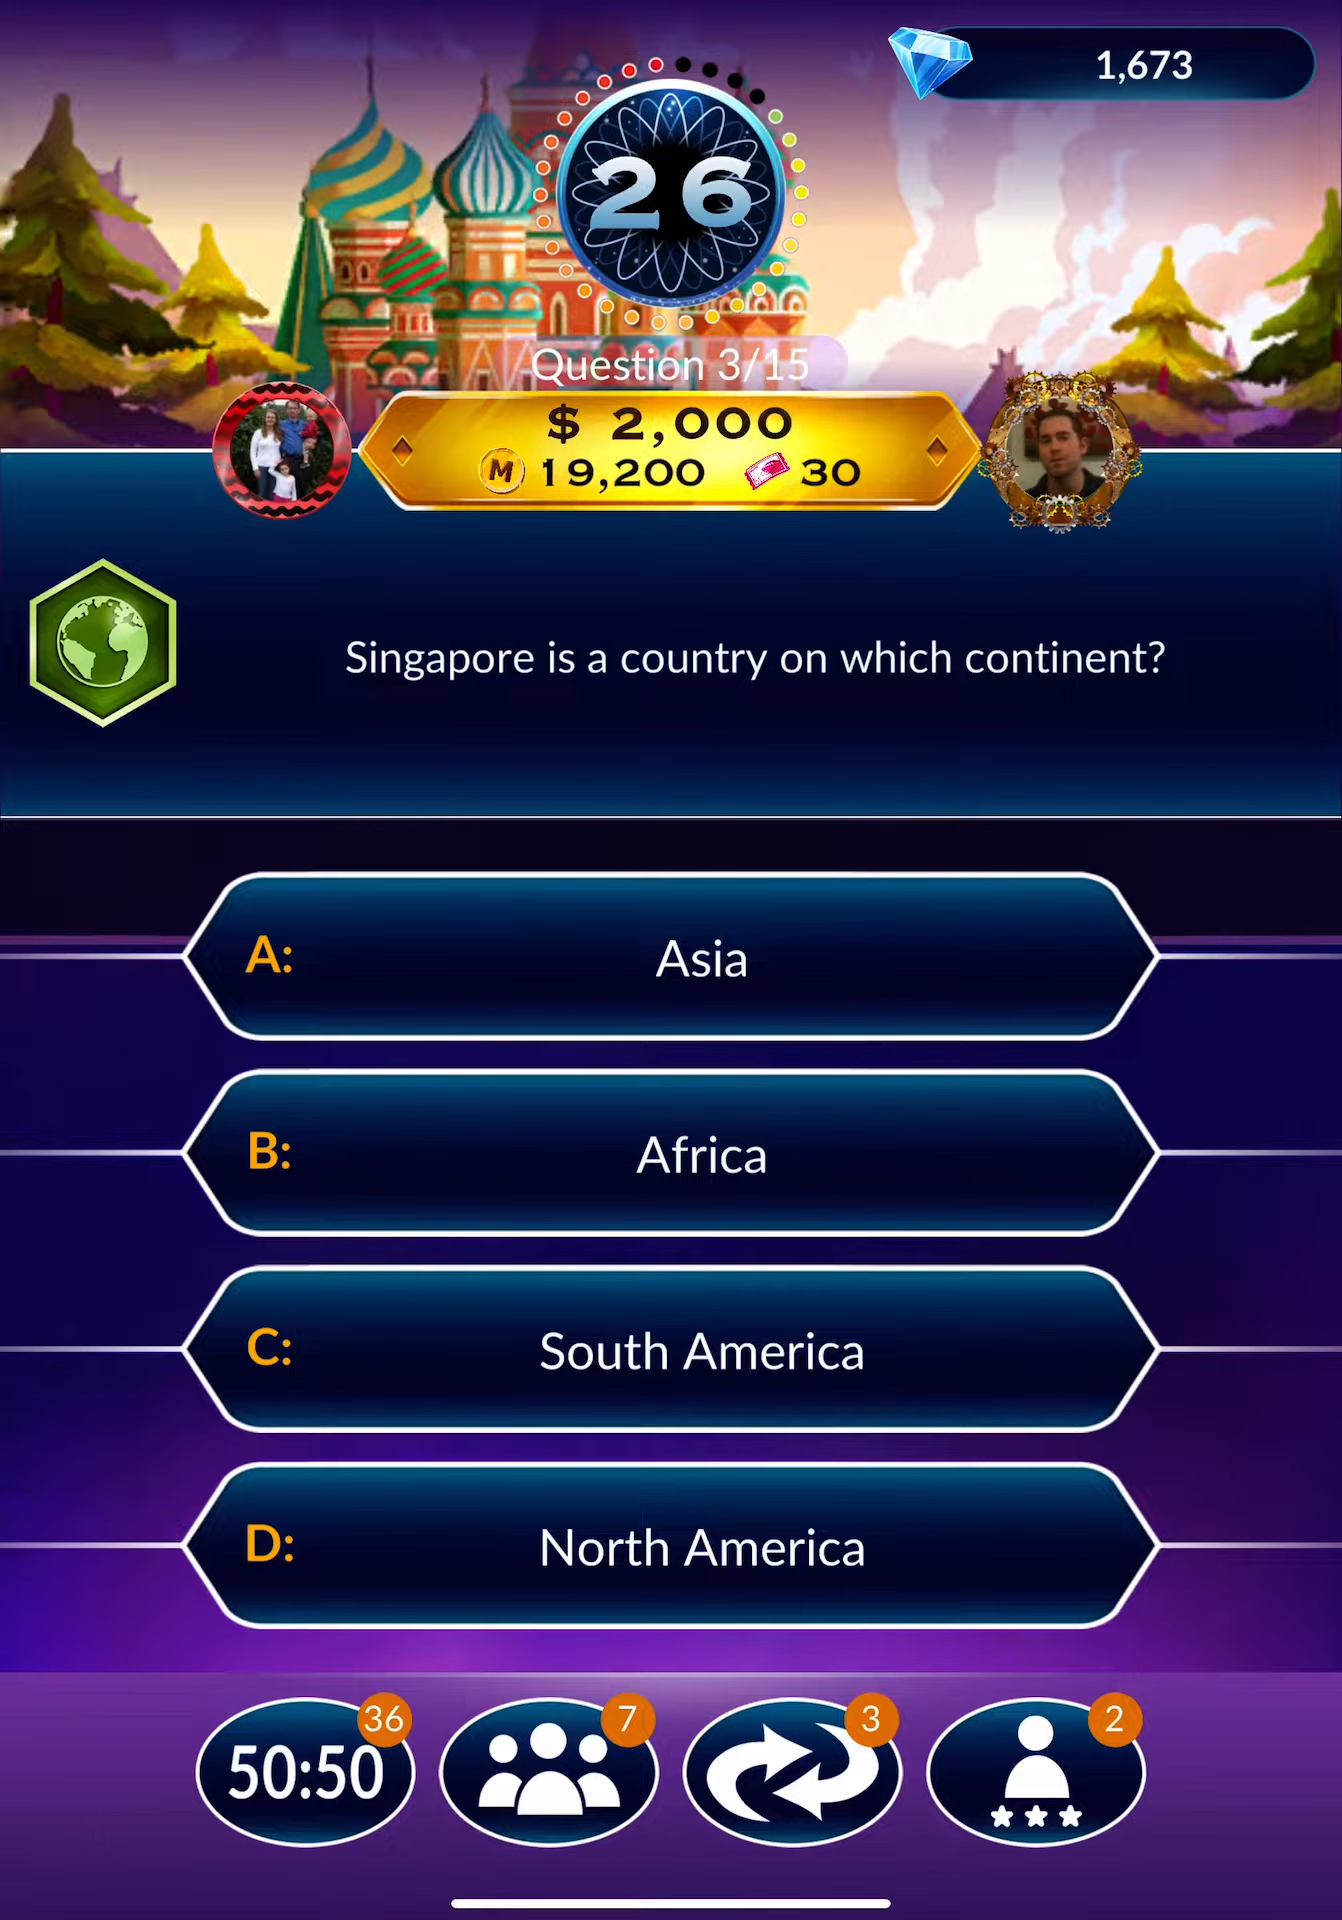 1,673
26
Question 3/15
$ 2,000
M 19,200 30
Singapore is a country on which continent?
A: Asia
B: Africa
C: South America
D: North America
36 7 3 2
50:50